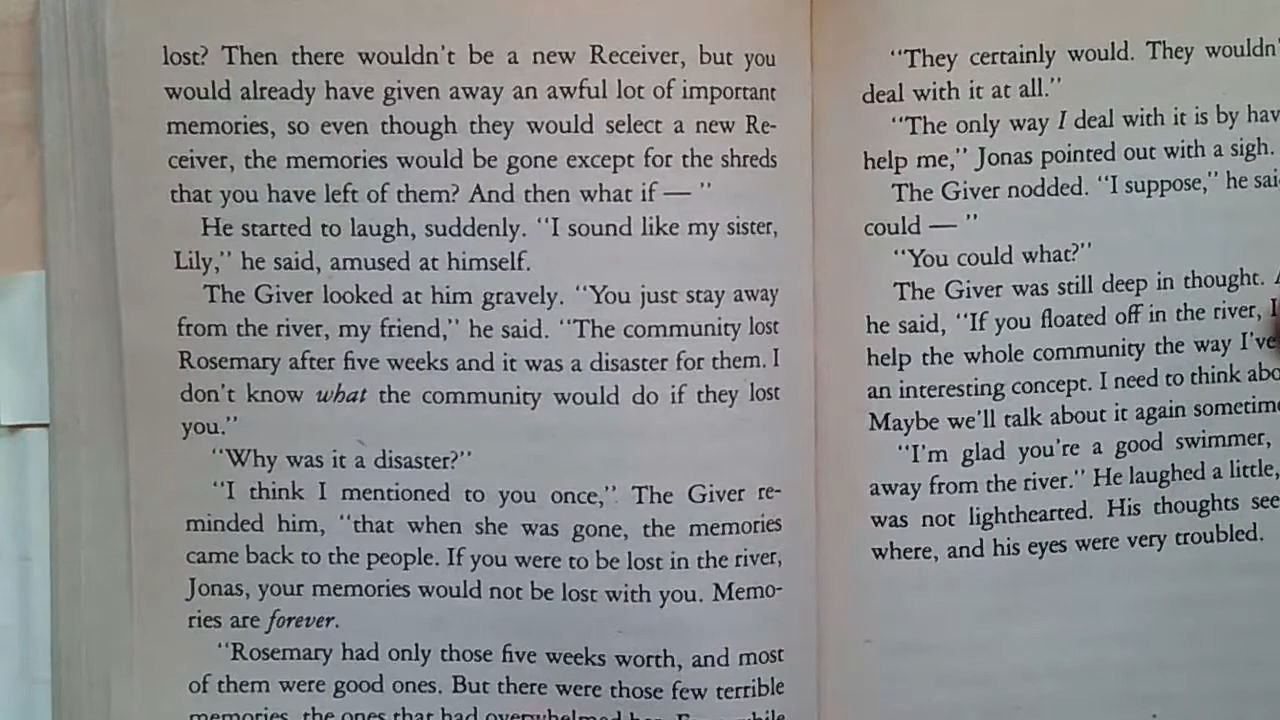 lost? Then there wouldn't be a new Receiver, but you
would already have given away an awful lot of important
memories, so even though they would select a new Re-
ceiver, the memories would be gone except for the shreds
that you have left of them? And then what if — "
He started to laugh, suddenly. "I sound like my sister,
Lily," he said, amused at himself.
The Giver looked at him gravely. "You just stay away
from the river, my friend," he said. "The community lost
Rosemary after five weeks and it was a disaster for them. I
don't know what the community would do if they lost
you."
"Why was it a disaster?"
"I think I mentioned to you once," The Giver re-
minded him, "that when she was gone, the memories
came back to the people. If you were to be lost in the river,
Jonas, your memories would not be lost with you. Memo-
ries are forever.
"Rosemary had only those five weeks worth, and most
of them were good ones. But there were those few terrible
memories, the ones that had overwhelmed
"They certainly would. They wouldn'
deal with it at all."
"The only way I deal with it is by hav
help me," Jonas pointed out with a sigh.
The Giver nodded. "I suppose," he sai
could — "
"You could what?"
The Giver was still deep in thought.
he said, "If you floated off in the river, I
help the whole community the way I've
an interesting concept. I need to think abo
Maybe we'll talk about it again sometime
"I'm glad you're a good swimmer,
away from the river." He laughed a little,
was not lighthearted. His thoughts see
where, and his eyes were very troubled.